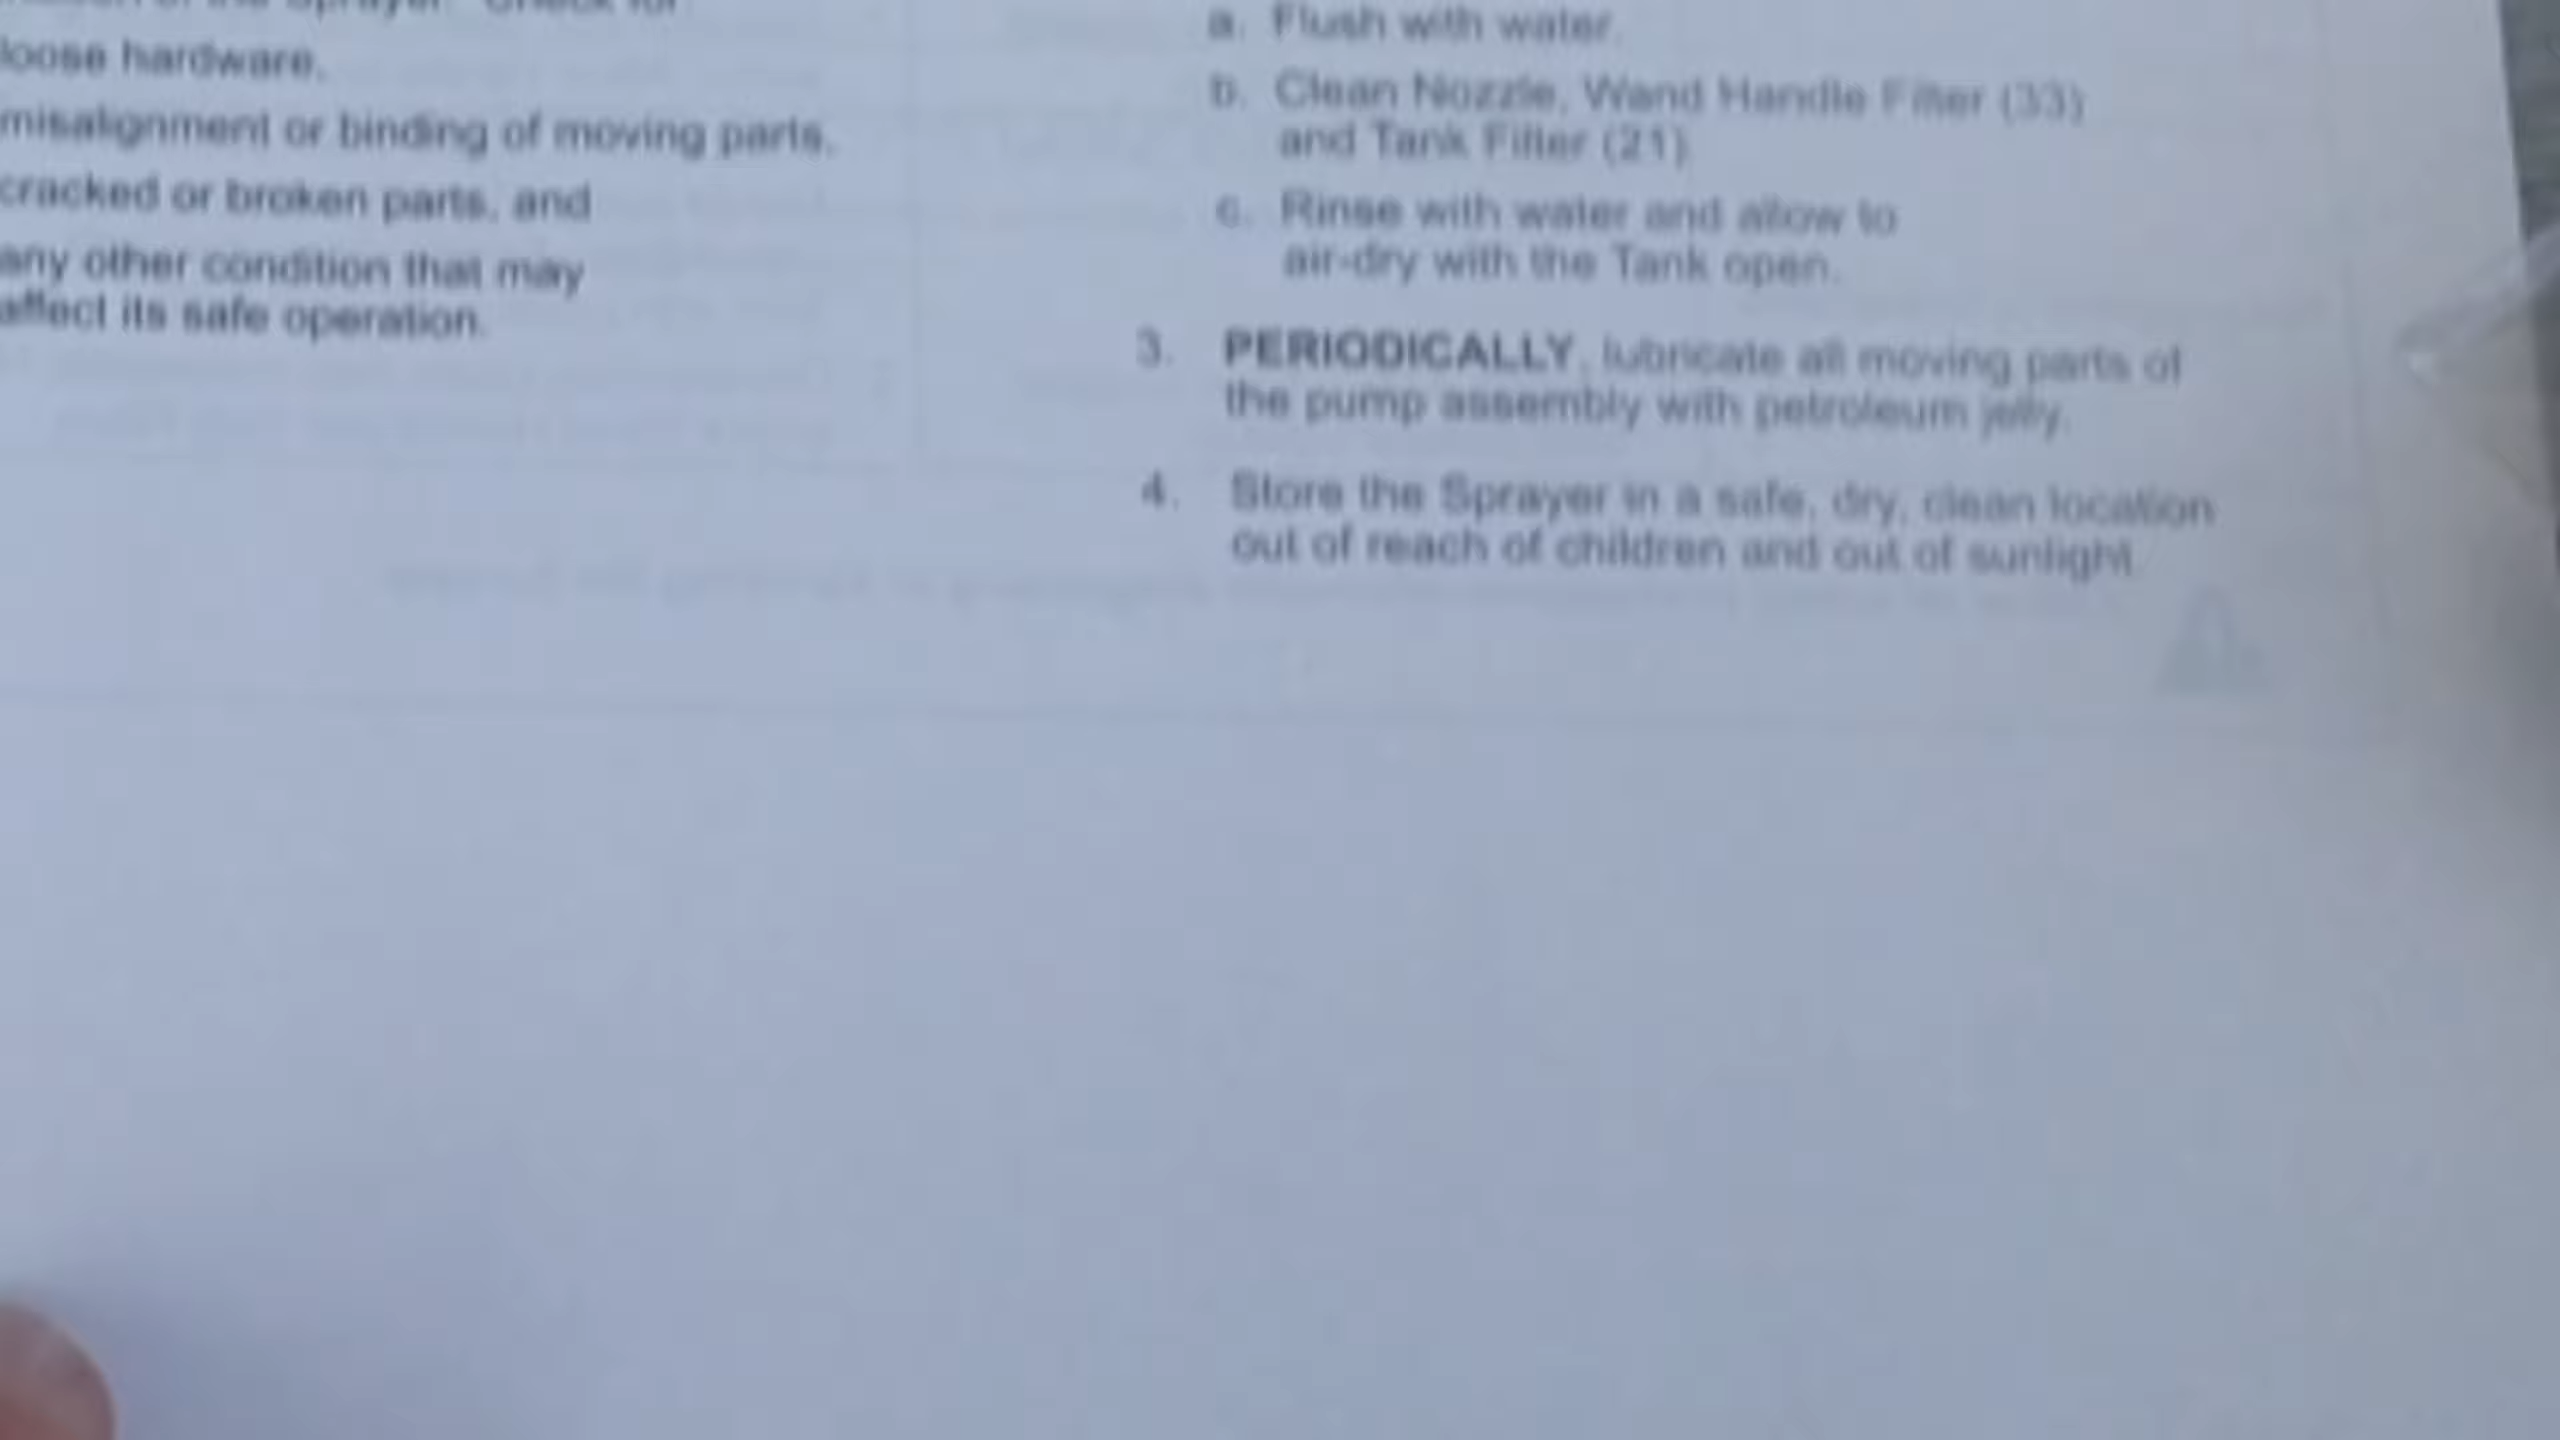 the Sprayer. Check for
loose hardware,
misalignment or binding of moving parts,
cracked or broken parts, and
any other condition that may
affect its safe operation.
a. Flush with water.
b. Clean Nozzle, Wand Handle Filter (33)
and Tank Filter (21).
c. Rinse with water and allow to
air-dry with the Tank open.
3. PERIODICALLY, lubricate all moving parts of
the pump assembly with petroleum jelly.
4. Store the Sprayer in a safe, dry, clean location
out of reach of children and out of sunlight.